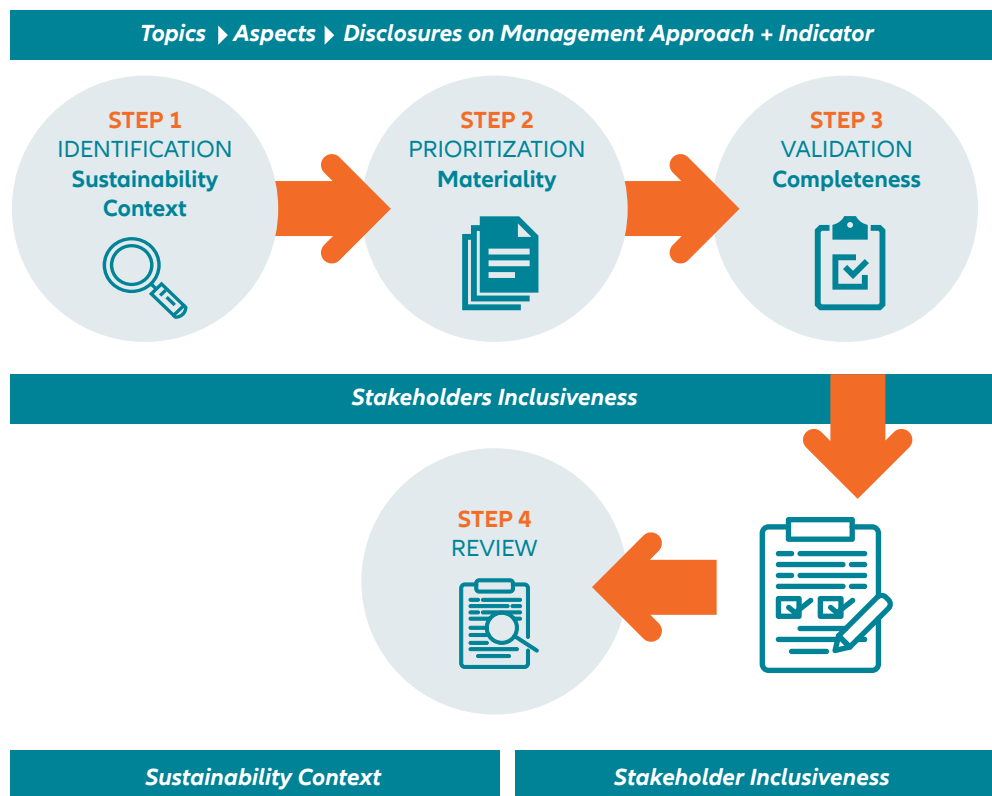 Topics ▶ Aspects ▶ Disclosures on Management Approach + Indicator
STEP 1
IDENTIFICATION
Sustainability
Context
STEP 2
PRIORITIZATION
Materiality
STEP 3
VALIDATION
Completeness
Stakeholders Inclusiveness
STEP 4
REVIEW
Sustainability Context
Stakeholder Inclusiveness